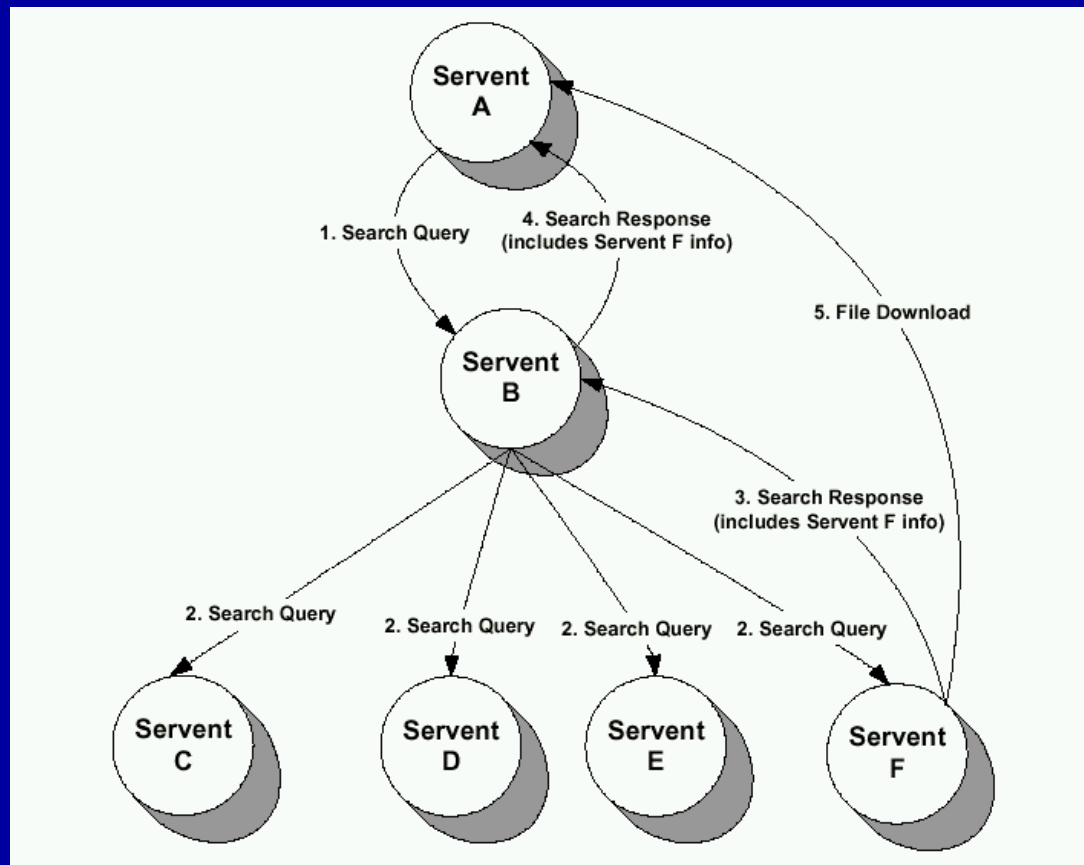 Servent
A
1. Search Query
4. Search Response
(includes Servent F info)
5. File Download
Servent
B
3. Search Response
(includes Servent F info)
2. Search Query
2. Search Query
2. Search Query
2. Search Query
Servent
C
Servent
D
Servent
E
Servent
F